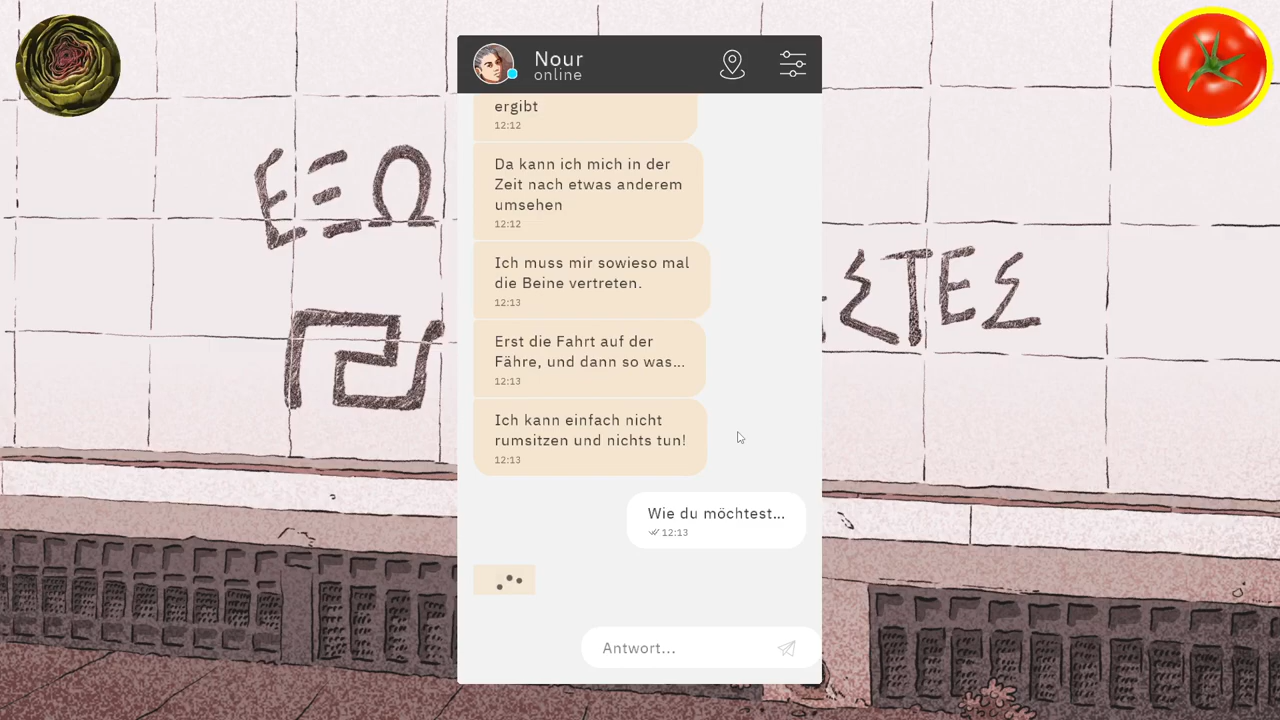 Nour
online
ergibt
12:12
Da kann ich mich in der
Zeit nach etwas anderem
umsehen
12:12
Ich muss mir sowieso mal
die Beine vertreten.
12:13
Erst die Fahrt auf der
Fähre, und dann so was...
12:13
Ich kann einfach nicht
rumsitzen und nichts tun!
12:13
Wie du möchtest...
12:13
Antwort...
ΕΞΩ
ΣΤΕΣ